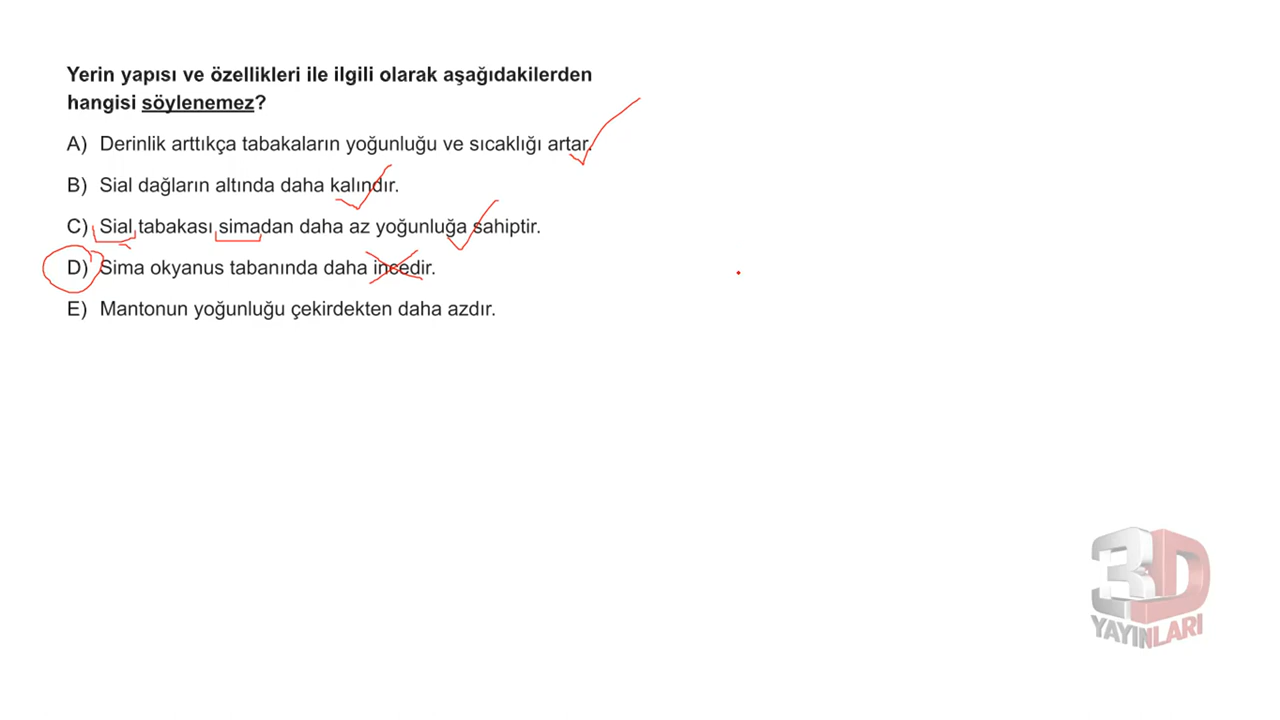 Yerin yapısı ve özellikleri ile ilgili olarak aşağıdakilerden
hangisi söylenemez?
A) Derinlik arttıkça tabakaların yoğunluğu ve sıcaklığı artar.
B) Sial dağların altında daha kalındır.
C) Sial tabakası simadan daha az yoğunluğa sahiptir.
D) Sima okyanus tabanında daha incedir.
E) Mantonun yoğunluğu çekirdekten daha azdır.
3D
YAYINLARI